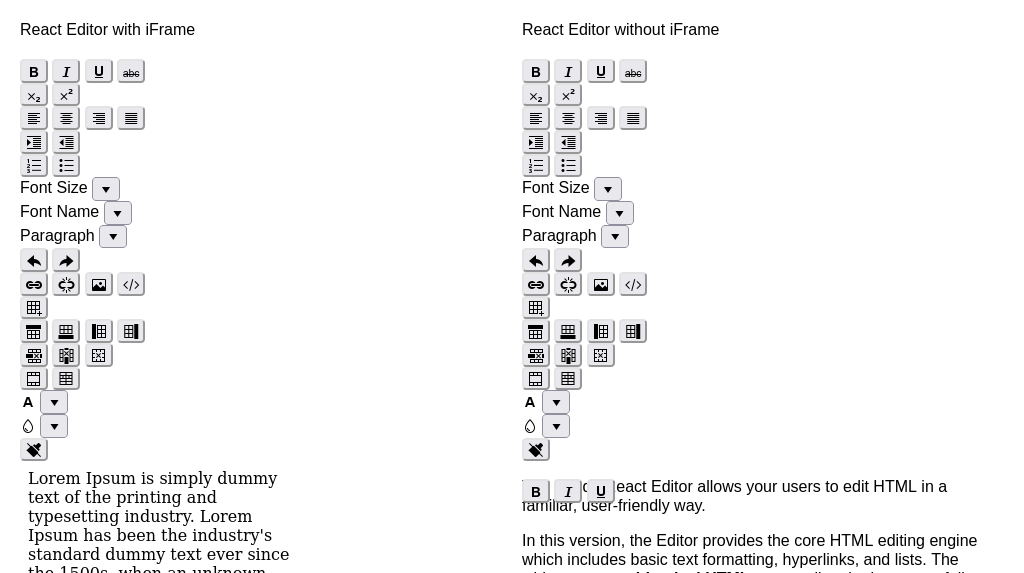 React Editor with iFrame
B I U abc
×₂ ×²
Font Size
Font Name
Paragraph
A
Lorem Ipsum is simply dummy
text of the printing and
typesetting industry. Lorem
Ipsum has been the industry's
standard dummy text ever since
the 1500s, when an unknown
React Editor without iFrame
B I U abc
×₂ ×²
Font Size
Font Name
Paragraph
A
B I U
React Editor allows your users to edit HTML in a
familiar, user-friendly way.
In this version, the Editor provides the core HTML editing engine
which includes basic text formatting, hyperlinks, and lists. The